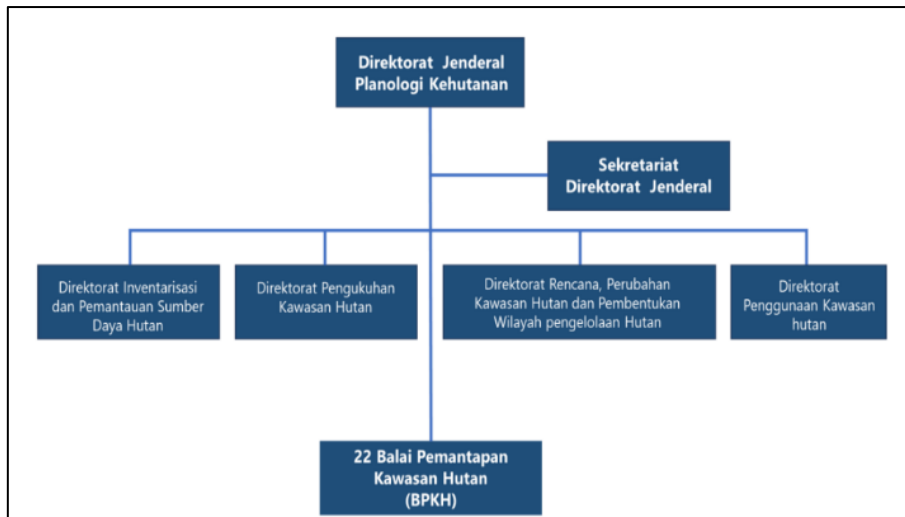 Direktorat Jenderal
Planologi Kehutanan
Sekretariat
Direktorat Jenderal
Direktorat Inventarisasi
dan Pemantauan Sumber
Daya Hutan
Direktorat Pengukuhan
Kawasan Hutan
Direktorat Rencana, Perubahan
Kawasan Hutan dan Pembentukan
Wilayah pengelolaan Hutan
Direktorat
Penggunaan Kawasan
hutan
22 Balai Pemantapan
Kawasan Hutan
(BPKH)